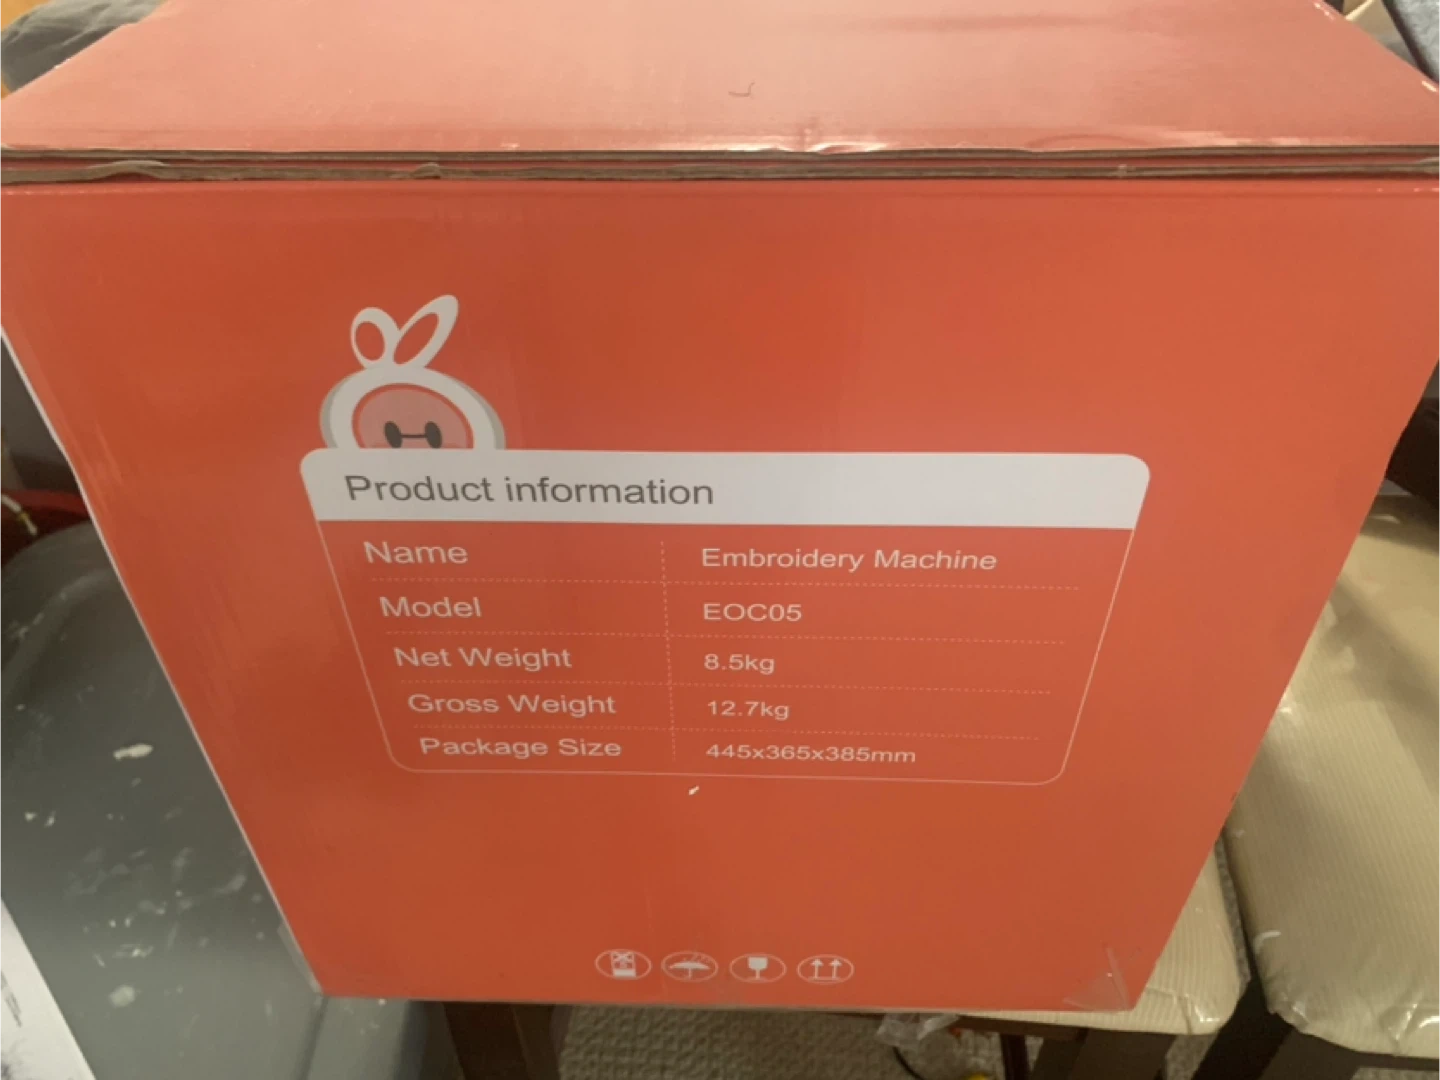 Product information
Name Embroidery Machine
Model EOC05
Net Weight 8.5kg
Gross Weight 12.7kg
Package Size 445x365x385mm